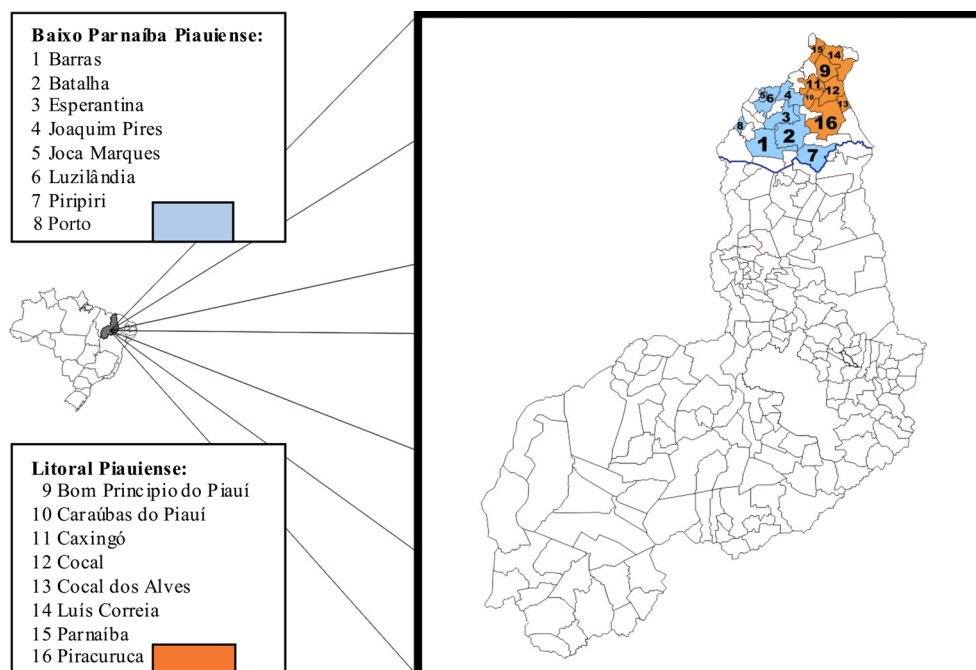 Baixo Parnaíba Piauiense:
1 Barras
2 Batalha
3 Esperantina
4 Joaquim Pires
5 Joca Marques
6 Luzilândia
7 Piripiri
8 Porto
Litoral Piauiense:
9 Bom Principio do Piauí
10 Caraúbas do Piauí
11 Caxingó
12 Cocal
13 Cocal dos Alves
14 Luís Correia
15 Parnaíba
16 Piracuruca
15
14
9
11
12
10
13
16
5
6
4
3
8
1
2
7